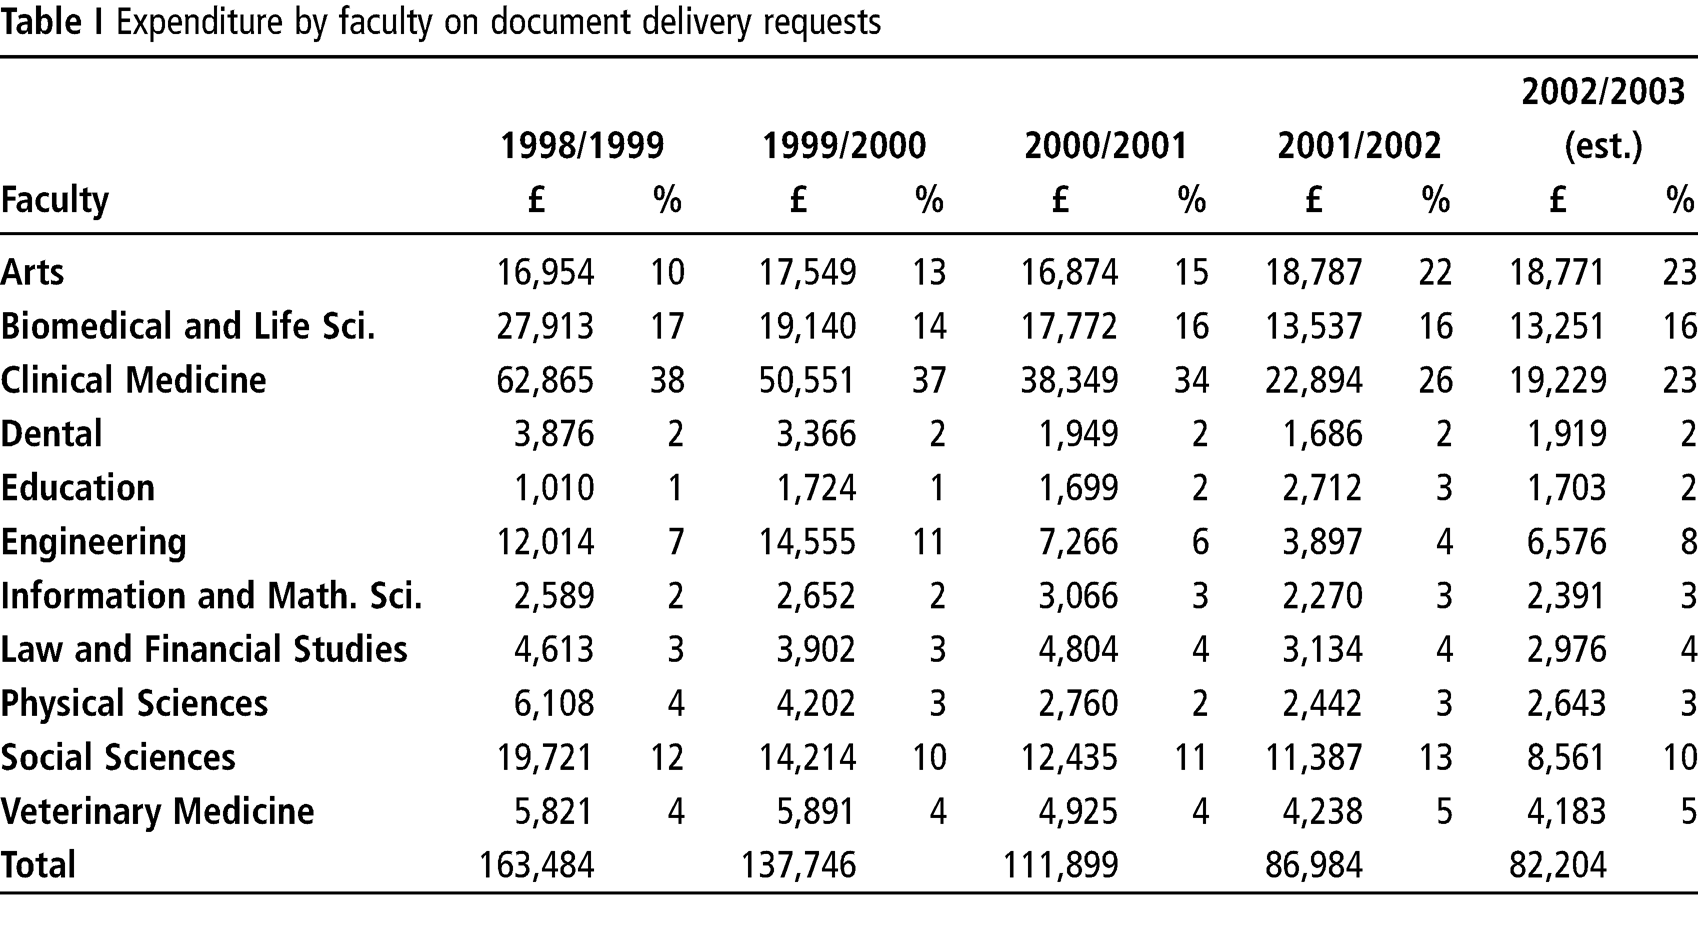 Table I Expenditure by faculty on document delivery requests
2002/2003
1998/1999 1999/2000 2000/2001 2001/2002 (est.)
Faculty £ % £ % £ % £ % £ %
Arts 16,954 10 17,549 13 16,874 15 18,787 22 18,771 23
Biomedical and Life Sci. 27,913 17 19,140 14 17,772 16 13,537 16 13,251 16
Clinical Medicine 62,865 38 50,551 37 38,349 34 22,894 26 19,229 23
Dental 3,876 2 3,366 2 1,949 2 1,686 2 1,919 2
Education 1,010 1 1,724 1 1,699 2 2,712 3 1,703 2
Engineering 12,014 7 14,555 11 7,266 6 3,897 4 6,576 8
Information and Math. Sci. 2,589 2 2,652 2 3,066 3 2,270 3 2,391 3
Law and Financial Studies 4,613 3 3,902 3 4,804 4 3,134 4 2,976 4
Physical Sciences 6,108 4 4,202 3 2,760 2 2,442 3 2,643 3
Social Sciences 19,721 12 14,214 10 12,435 11 11,387 13 8,561 10
Veterinary Medicine 5,821 4 5,891 4 4,925 4 4,238 5 4,183 5
Total 163,484 137,746 111,899 86,984 82,204